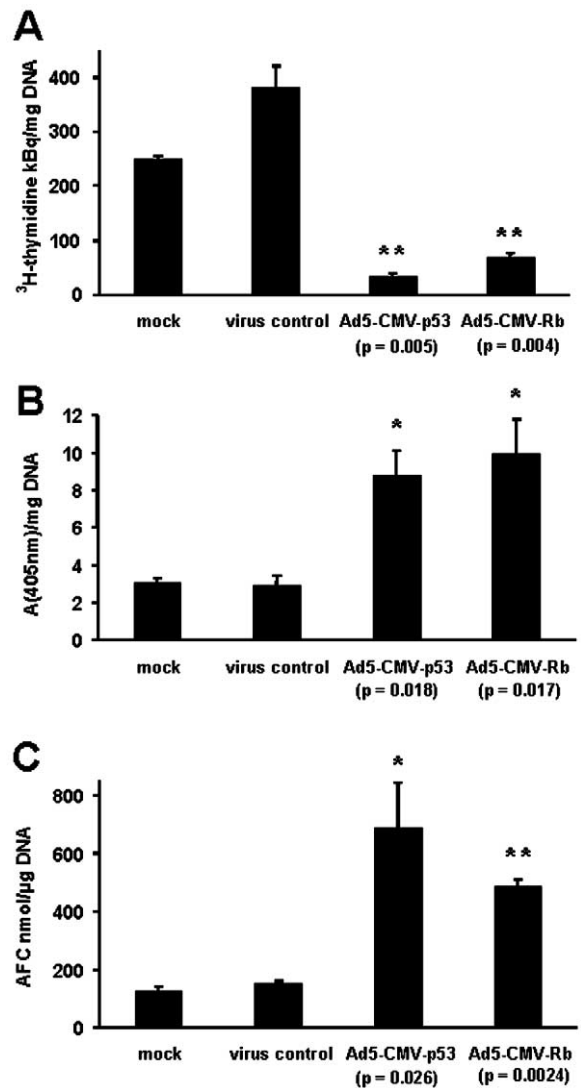 A
³H-thymidine kBq/mg DNA
400
300
200
100
0
** **
mock virus control Ad5-CMV-p53 Ad5-CMV-Rb
(p = 0.005) (p = 0.004)
B
A(405nm)/mg DNA
12
10
8
6
4
2
0
* *
mock virus control Ad5-CMV-p53 Ad5-CMV-Rb
(p = 0.018) (p = 0.017)
C
AFC nmol/µg DNA
800
600
400
200
0
* **
mock virus control Ad5-CMV-p53 Ad5-CMV-Rb
(p = 0.026) (p = 0.0024)